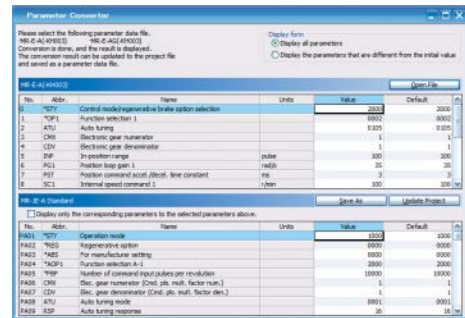 Parameter Converter
Please select the following parameter data file.
-MR-E-A(-KH003) -MR-E-AG(-KH003)
Conversion is done, and the result is displayed.
The conversion result can be updated to the project file
and saved as a parameter data file.
Display form
Display all parameters
Display the parameters that are different from the initial value
MR-E-A(-KH003)
Open File
No. Abbr. Name Units Value Default
0 *STY Control mode/regenerative brake option selection 2000 2000
1 *OP1 Function selection 1 0002 0002
2 ATU Auto tuning 0105 0105
3 CMX Electronic gear numerator 1 1
4 CDV Electronic gear denominator 1 1
5 INP In-position range pulse 100 100
6 PG1 Position loop gain 1 rad/s 35 35
7 PST Position command accel./decel. time constant ms 3 3
8 SC1 Internal speed command 1 r/min 100 100
MR-JE-A Standard
Save As
Update Project
Display only the corresponding parameters to the selected parameters above.
No. Abbr. Name Units Value Default
PA01 *STY Operation mode 1000 1000
PA02 *REG Regenerative option 0000 0000
PA03 *ABS For manufacturer setting 0000 0000
PA04 *AOP1 Function selection A-1 2000 2000
PA05 *FBP Number of command input pulses per revolution 10000 10000
PA06 CMX Elec. gear numerator (Cmd. pls. mult. factor num.) 1 1
PA07 CDV Elec. gear denominator (Cmd. pls. mult. factor den.) 1 1
PA08 ATU Auto tuning mode 0001 0001
PA09 RSP Auto tuning response 16 16